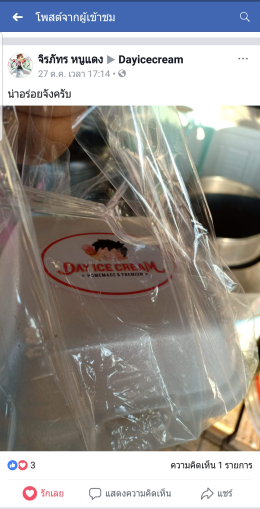 โพสต์จากผู้เข้าชม
จิรภัทร หนูแดง ▶ Dayicecream
27 ต.ค. เวลา 17:14 ·
น่าอร่อยจังครับ
DAY ICE CREAM
HOMEMADE & PREMIUM
3
ความคิดเห็น 1 รายการ
รักเลย
แสดงความคิดเห็น
แชร์